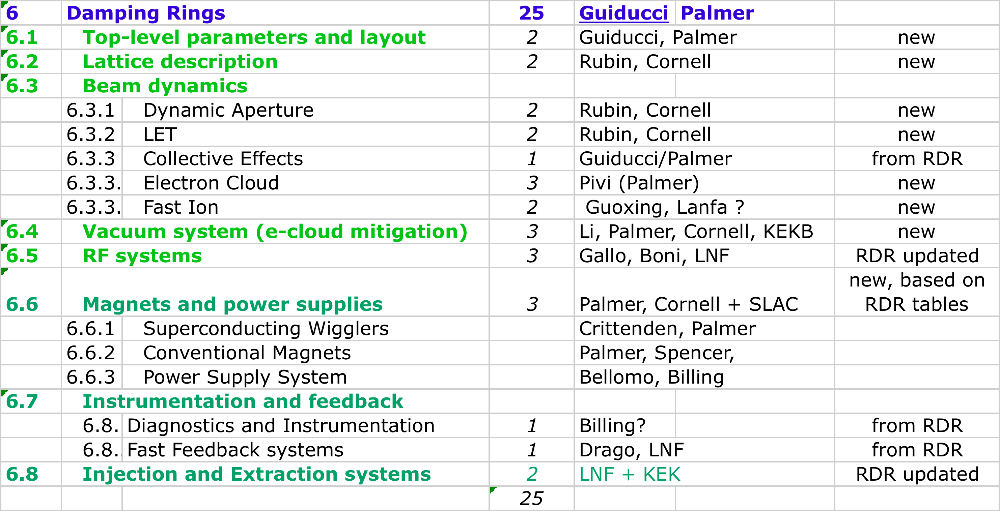 6 Damping Rings 25 Guiducci Palmer
6.1 Top-level parameters and layout 2 Guiducci, Palmer new
6.2 Lattice description 2 Rubin, Cornell new
6.3 Beam dynamics
6.3.1 Dynamic Aperture 2 Rubin, Cornell new
6.3.2 LET 2 Rubin, Cornell new
6.3.3 Collective Effects 1 Guiducci/Palmer from RDR
6.3.3. Electron Cloud 3 Pivi (Palmer) new
6.3.3. Fast Ion 2 Guoxing, Lanfa ? new
6.4 Vacuum system (e-cloud mitigation) 3 Li, Palmer, Cornell, KEKB new
6.5 RF systems 3 Gallo, Boni, LNF RDR updated
new, based on
6.6 Magnets and power supplies 3 Palmer, Cornell + SLAC RDR tables
6.6.1 Superconducting Wigglers Crittenden, Palmer
6.6.2 Conventional Magnets Palmer, Spencer,
6.6.3 Power Supply System Bellomo, Billing
6.7 Instrumentation and feedback
6.8. Diagnostics and Instrumentation 1 Billing? from RDR
6.8.. Fast Feedback systems 1 Drago, LNF from RDR
6.8 Injection and Extraction systems 2 LNF + KEK RDR updated
25